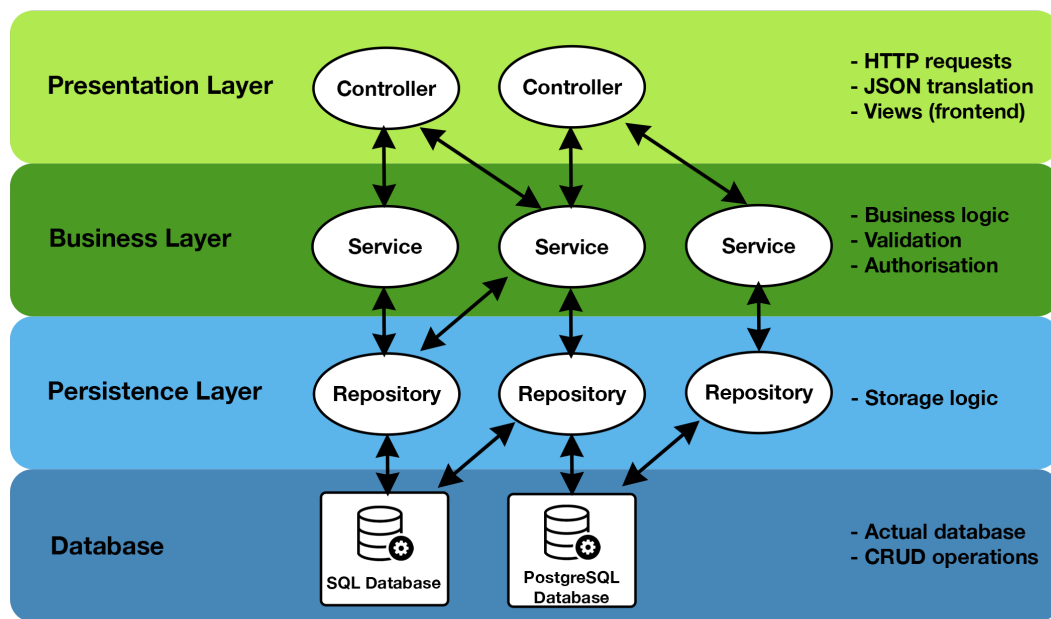 Presentation Layer
Controller
Controller
- HTTP requests
- JSON translation
- Views (frontend)
Business Layer
Service
Service
Service
- Business logic
- Validation
- Authorisation
Persistence Layer
Repository
Repository
Repository
- Storage logic
Database
SQL Database
PostgreSQL
Database
- Actual database
- CRUD operations